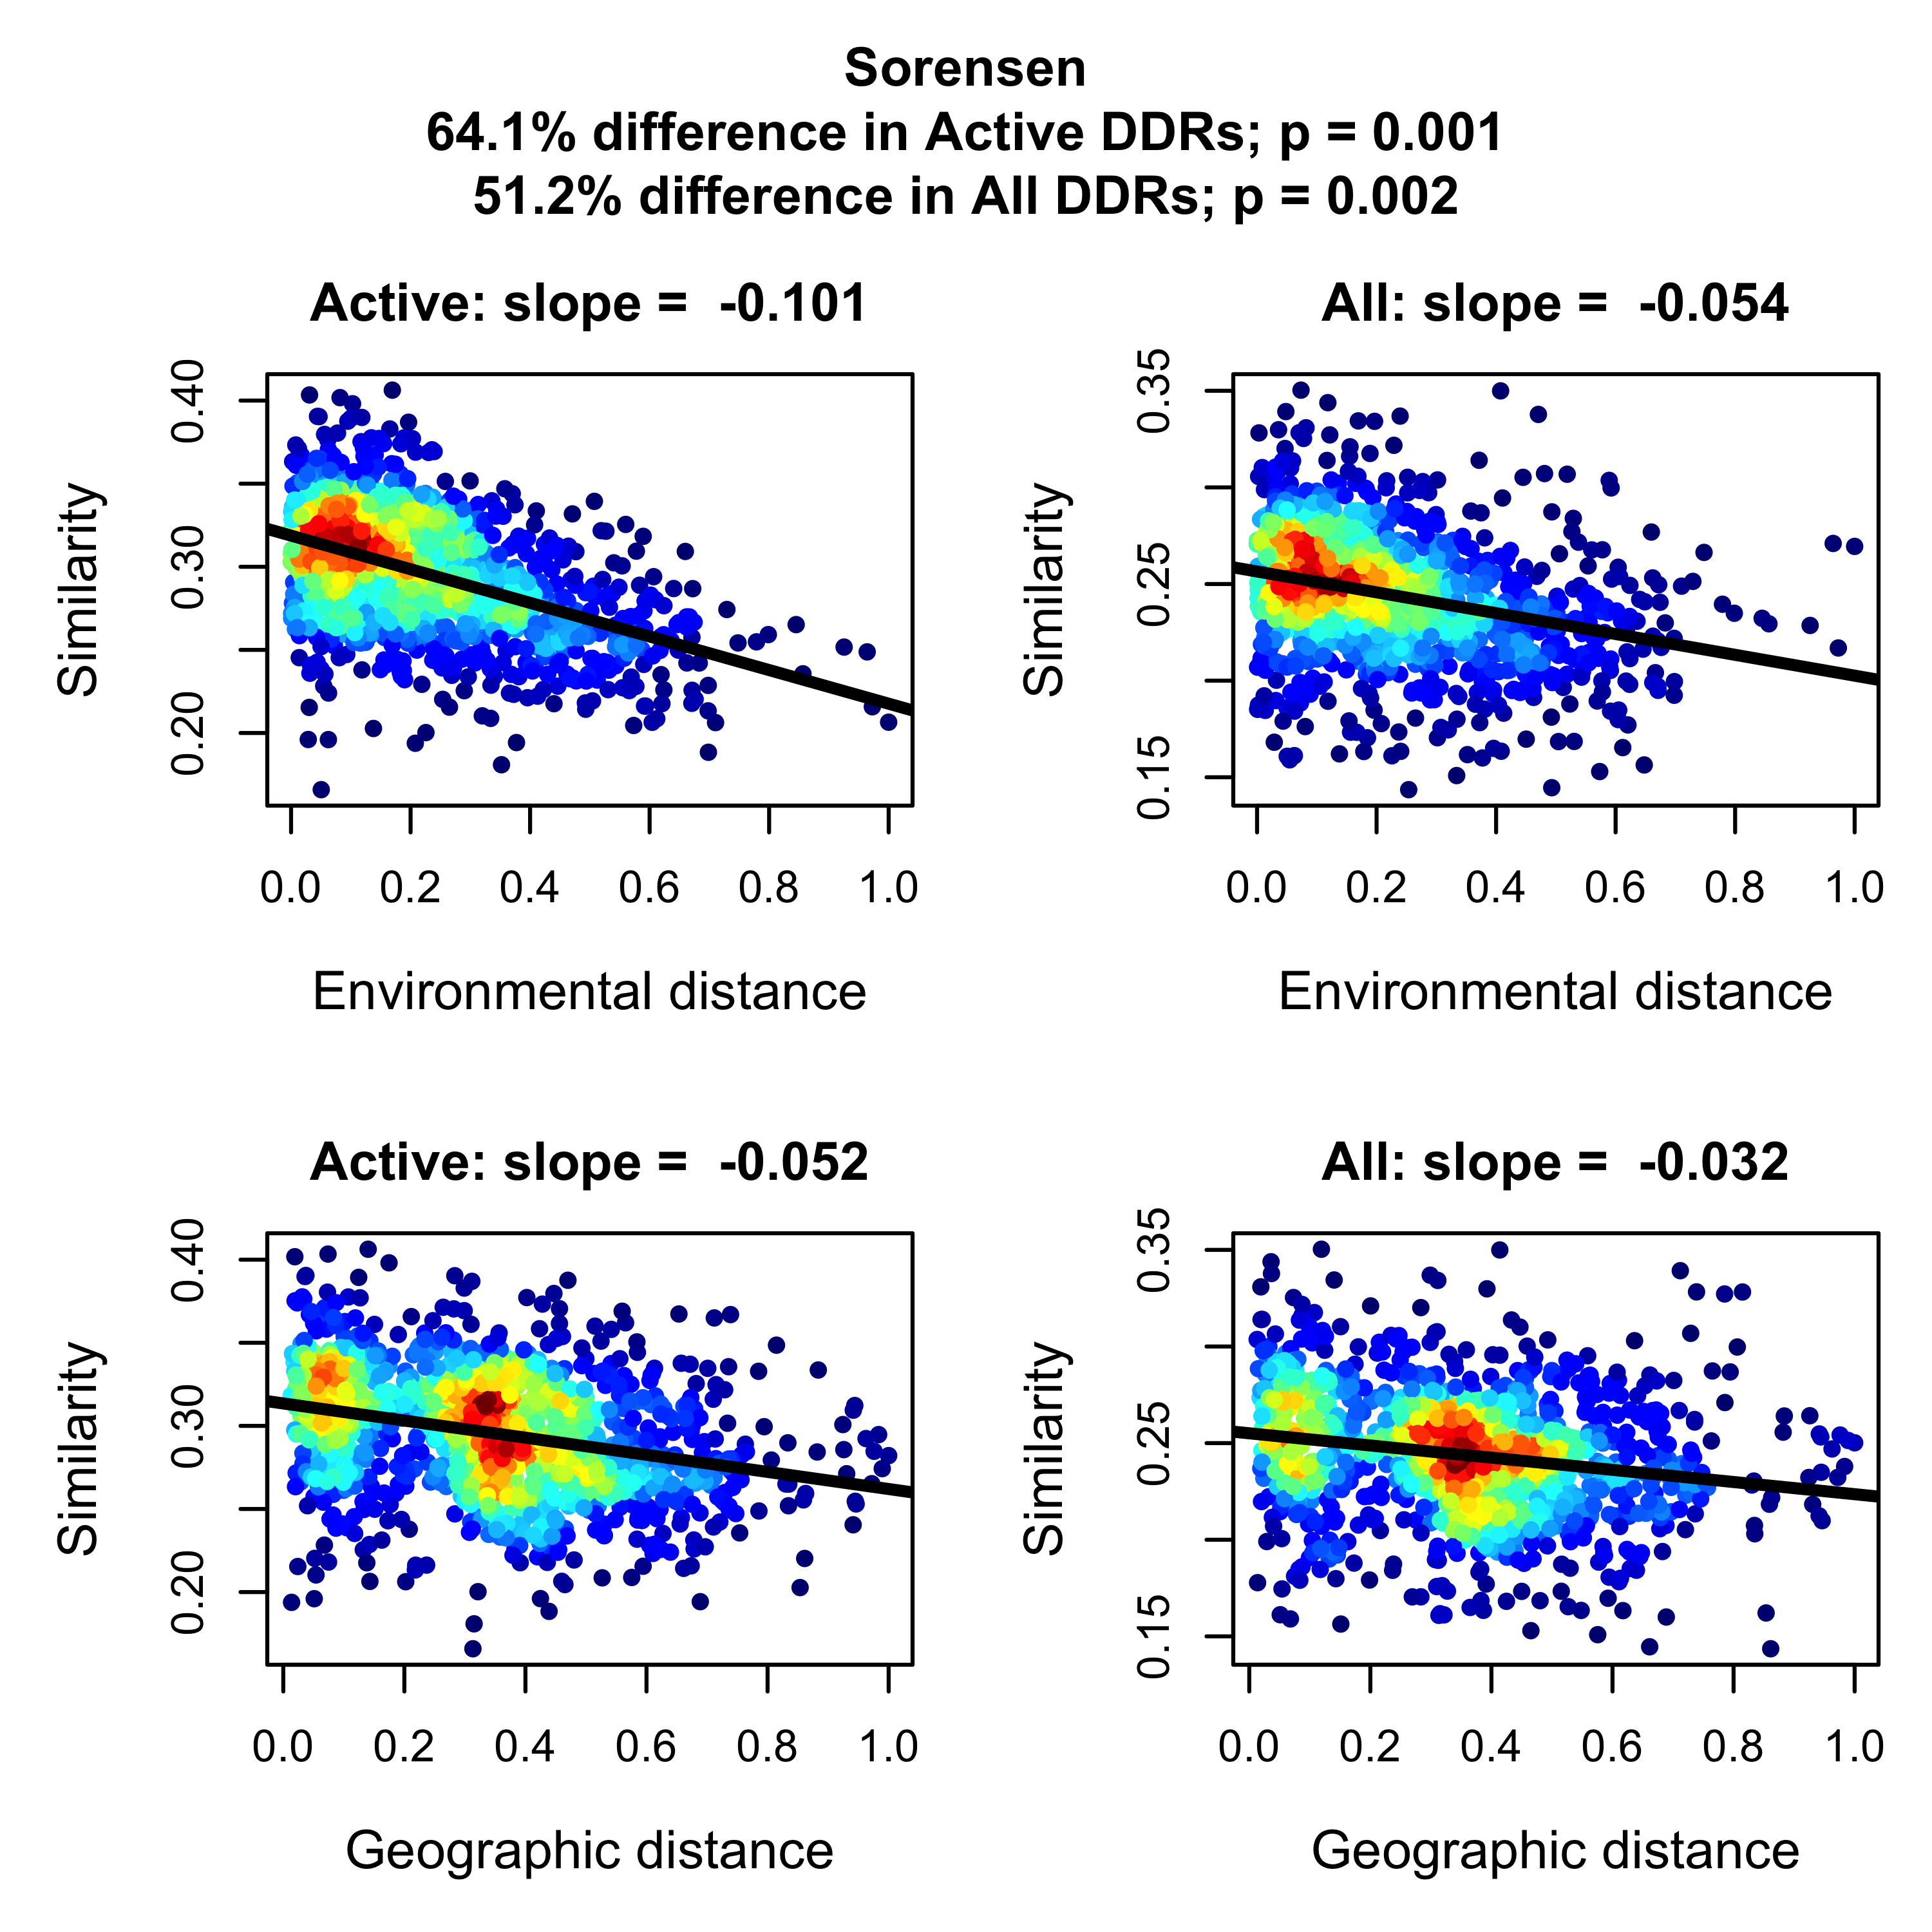 Sorensen
64.1% difference in Active DDRs; p = 0.001
51.2% difference in All DDRs; p = 0.002
Active: slope =  -0.101
0.40
0.30
0.20
Similarity
0.0 0.2 0.4 0.6 0.8 1.0
Environmental distance
All: slope =  -0.054
0.35
0.25
0.15
Similarity
0.0 0.2 0.4 0.6 0.8 1.0
Environmental distance
Active: slope =  -0.052
0.40
0.30
0.20
Similarity
0.0 0.2 0.4 0.6 0.8 1.0
Geographic distance
All: slope =  -0.032
0.35
0.25
0.15
Similarity
0.0 0.2 0.4 0.6 0.8 1.0
Geographic distance